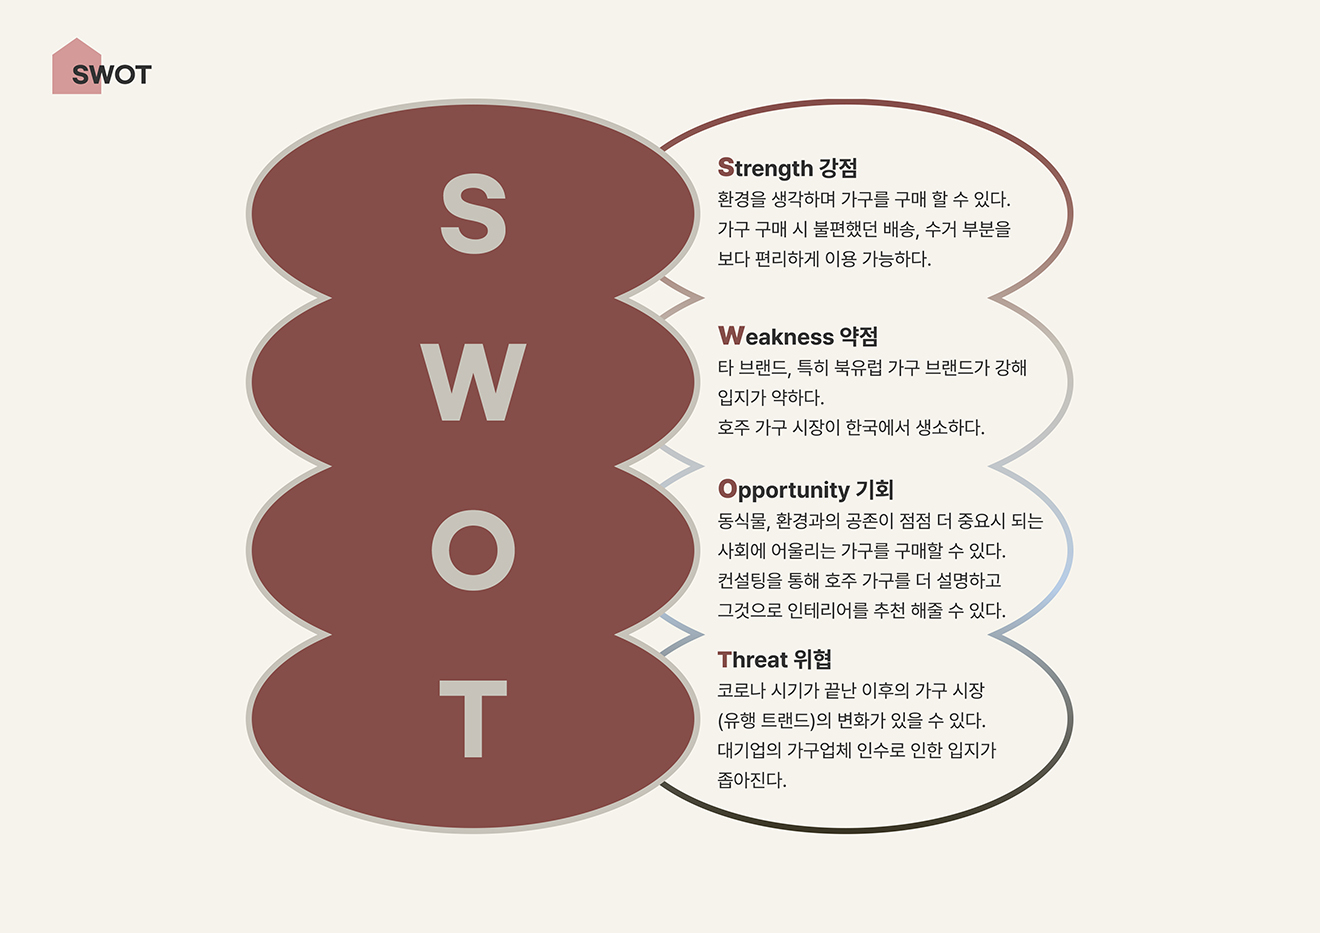 SWOT
S
Strength 강점
환경을 생각하며 가구를 구매 할 수 있다.
가구 구매 시 불편했던 배송, 수거 부분을
보다 편리하게 이용 가능하다.
W
Weakness 약점
타 브랜드, 특히 북유럽 가구 브랜드가 강해
입지가 약하다.
호주 가구 시장이 한국에서 생소하다.
O
Opportunity 기회
동식물, 환경과의 공존이 점점 더 중요시 되는
사회에 어울리는 가구를 구매할 수 있다.
컨설팅을 통해 호주 가구를 더 설명하고
그것으로 인테리어를 추천 해줄 수 있다.
T
Threat 위협
코로나 시기가 끝난 이후의 가구 시장
(유행 트랜드)의 변화가 있을 수 있다.
대기업의 가구업체 인수로 인한 입지가
좁아진다.